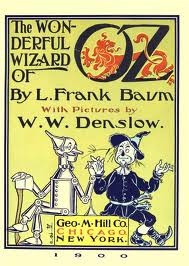 The WON-
DERFUL
WIZARD
OF
OZ
By L. Frank Baum
With Pictures by
W. W. Denslow.
Geo. M. Hill Co.
CHICAGO
NEW YORK.
1900